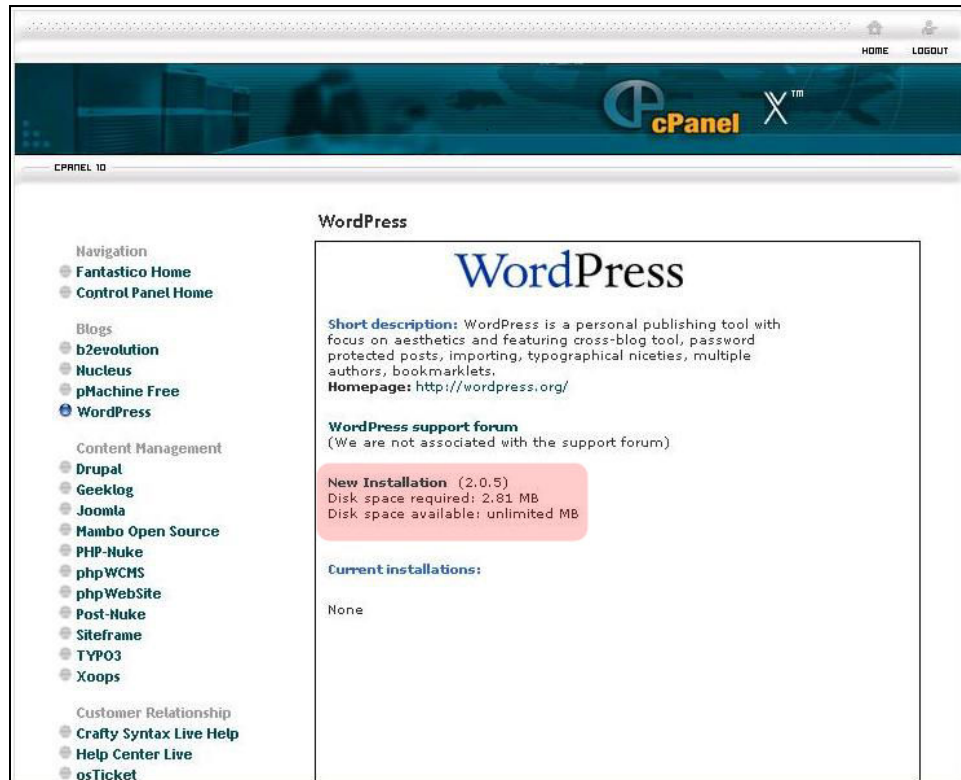 HOME LOGOUT
cPanel X™
CPANEL 10
WordPress
Navigation
Fantastico Home
Control Panel Home
Blogs
b2evolution
Nucleus
pMachine Free
WordPress
Content Management
Drupal
Geeklog
Joomla
Mambo Open Source
PHP-Nuke
phpWCMS
phpWebSite
Post-Nuke
Siteframe
TYPO3
Xoops
Customer Relationship
Crafty Syntax Live Help
Help Center Live
osTicket
WordPress
Short description: WordPress is a personal publishing tool with
focus on aesthetics and featuring cross-blog tool, password
protected posts, importing, typographical niceties, multiple
authors, bookmarklets.
Homepage: http://wordpress.org/
WordPress support forum
(We are not associated with the support forum)
New Installation (2.0.5)
Disk space required: 2.81 MB
Disk space available: unlimited MB
Current installations:
None